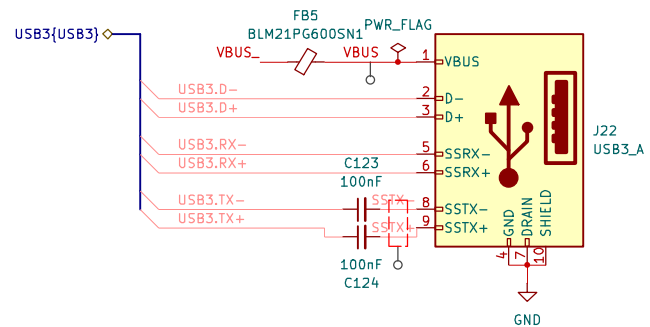 FB5
BLM21PG600SN1
PWR_FLAG
USB3{USB3}
VBUS_
VBUS
1
VBUS
USB3.D-
2
D-
USB3.D+
3
D+
J22
USB3_A
USB3.RX-
5
SSRX-
USB3.RX+
6
SSRX+
C123
100nF
USB3.TX-
SSTX-
8
SSTX-
USB3.TX+
SSTX+
9
SSTX+
GND
DRAIN
SHIELD
4
7
10
100nF
C124
GND